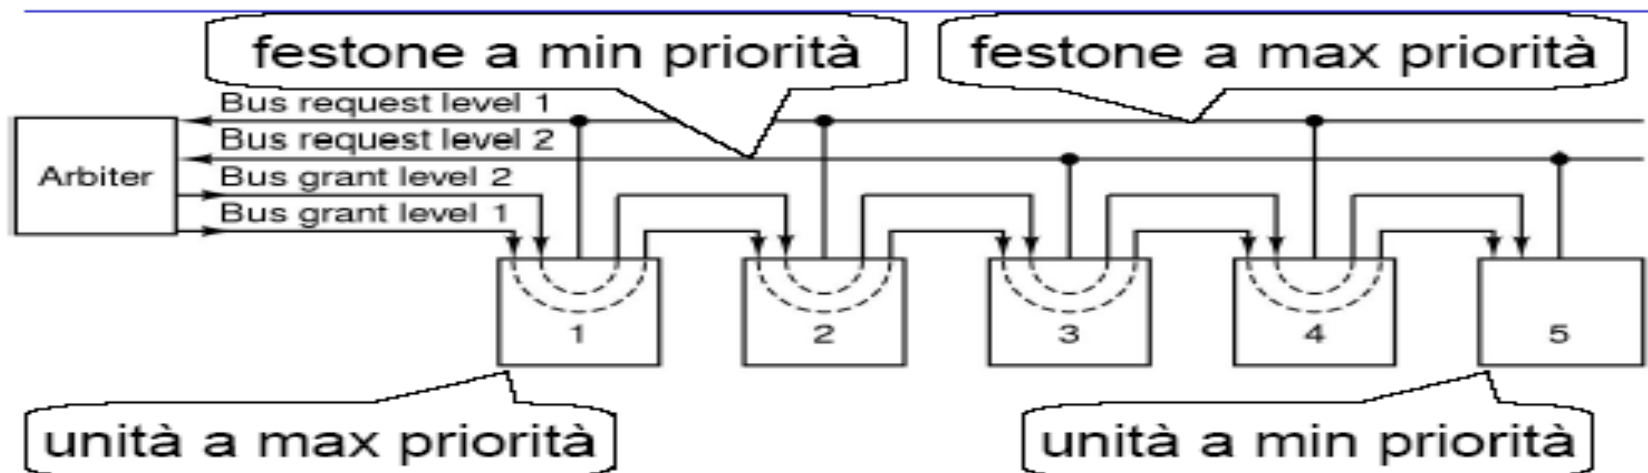 festone a min priorità
festone a max priorità
Bus request level 1
Bus request level 2
Arbiter
Bus grant level 2
Bus grant level 1
1
2
3
4
5
unità a max priorità
unità a min priorità